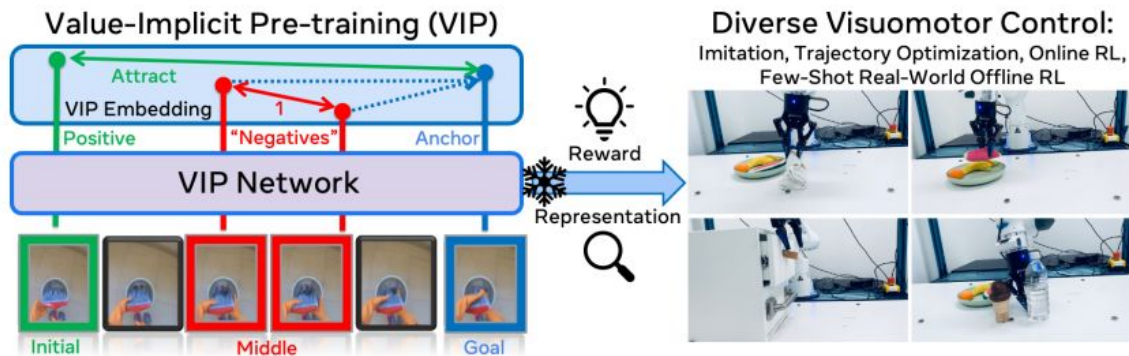 Value-Implicit Pre-training (VIP)
Attract
VIP Embedding
1
Positive
"Negatives"
Anchor
VIP Network
Initial
Middle
Goal
Reward
Representation
Diverse Visuomotor Control:
Imitation, Trajectory Optimization, Online RL,
Few-Shot Real-World Offline RL